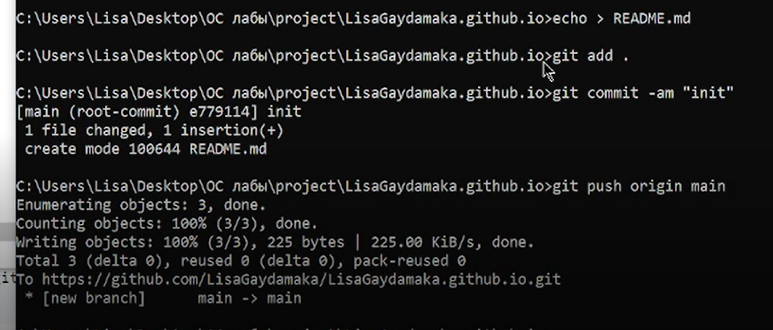 C:\Users\Lisa\Desktop\ОС лабы\project\LisaGaydamaka.github.io>echo > README.md
C:\Users\Lisa\Desktop\ОС лабы\project\LisaGaydamaka.github.io>git add .
C:\Users\Lisa\Desktop\ОС лабы\project\LisaGaydamaka.github.io>git commit -am "init"
[main (root-commit) e779114] init
1 file changed, 1 insertion(+)
create mode 100644 README.md
C:\Users\Lisa\Desktop\ОС лабы\project\LisaGaydamaka.github.io>git push origin main
Enumerating objects: 3, done.
Counting objects: 100% (3/3), done.
Writing objects: 100% (3/3), 225 bytes | 225.00 KiB/s, done.
Total 3 (delta 0), reused 0 (delta 0), pack-reused 0
To https://github.com/LisaGaydamaka/LisaGaydamaka.github.io.git
* [new branch] main -> main